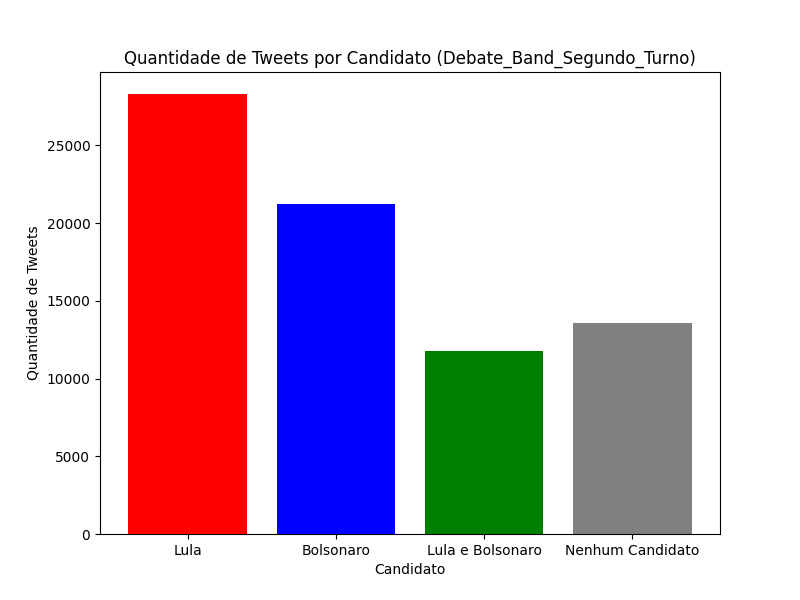 Quantidade de Tweets por Candidato (Debate_Band_Segundo_Turno)
Quantidade de Tweets
25000
20000
15000
10000
5000
0
Lula
Bolsonaro
Lula e Bolsonaro
Nenhum Candidato
Candidato